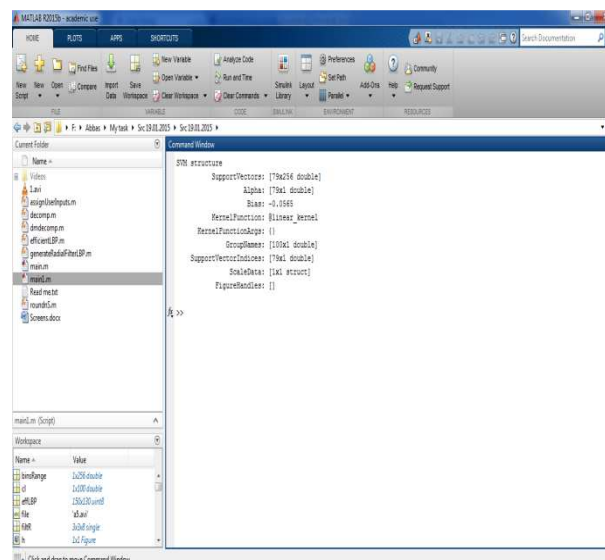 MATLAB R2015b - academic use
HOME PLOTS APPS SHORTCUTS
Search Documentation
New Script
New
Open
Find Files
Compare
Import Data
Save Workspace
New Variable
Open Variable
Clear Workspace
Analyze Code
Run and Time
Clear Commands
Simulink Library
Layout
Preferences
Set Path
Parallel
Add-Ons
Help
Community
Request Support
FILE VARIABLE CODE SIMULINK ENVIRONMENT RESOURCES
F: Abbas My task Src 19.01.2015 Src 19.01.2015
Current Folder
Name
Videos
1.avi
assignUserInputs.m
decomp.m
dmdecomp.m
efficientLBP.m
generateRadialFilterLBP.m
main.m
main1.m
Read me.txt
roundn5.m
Screens.docx
main1.m (Script)
Workspace
Name Value
binsRange 1x256 double
cl 1x100 double
effLBP 150x130 uint8
file 'a5.avi'
filtR 3x3x8 single
h 1x1 Figure
Command Window
SVM structure
SupportVectors: [79x256 double]
Alpha: [79x1 double]
Bias: -0.0565
KernelFunction: @linear_kernel
KernelFunctionArgs: {}
GroupNames: [100x1 double]
SupportVectorIndices: [79x1 double]
ScaleData: [1x1 struct]
FigureHandles: []
fx >>
Click and drag to move Command Window